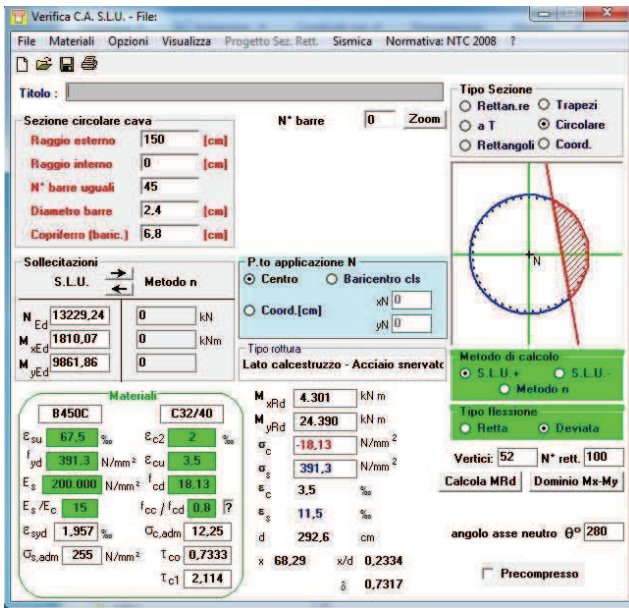 Verifica C.A. S.L.U. - File:
File Materiali Opzioni Visualizza Progetto Sez. Rett. Sismica Normativa: NTC 2008 ?
Titolo :
Sezione circolare cava
Raggio esterno 150 [cm]
Raggio interno 0 [cm]
N° barre uguali 45
Diametro barre 2,4 [cm]
Copriferro (baric.) 6,8 [cm]
N° barre 0 Zoom
Tipo Sezione
Rettan.re Trapezi
a T Circolare
Rettangoli Coord.
N
Sollecitazioni
S.L.U. Metodo n
N Ed 13229,24 0 kN
M xEd 1810,07 0 kNm
M yEd 9861,86 0
P.to applicazione N
Centro Baricentro cls
Coord.[cm] xN 0
yN 0
Tipo rottura
Lato calcestruzzo - Acciaio snervato
Metodo di calcolo
S.L.U.+ S.L.U.-
Metodo n
Tipo flessione
Retta Deviata
Materiali
B450C C32/40
εsu 67,5 ‰ εc2 2 ‰
fyd 391,3 N/mm² εcu 3,5
Es 200.000 N/mm² fcd 18,13
Es/Ec 15 fcc / fcd 0,8 ?
εsyd 1,957 ‰ σc,adm 12,25
σs,adm 255 N/mm² τco 0,7333
τc1 2,114
M xRd 4.301 kN m
M yRd 24.390 kN m
σc -18,13 N/mm²
σs 391,3 N/mm²
εc 3,5 ‰
εs 11,5 ‰
d 292,6 cm
x 68,29 x/d 0,2334
δ 0,7317
Vertici: 52 N° rett. 100
Calcola MRd Dominio Mx-My
angolo asse neutro θ° 280
Precompresso